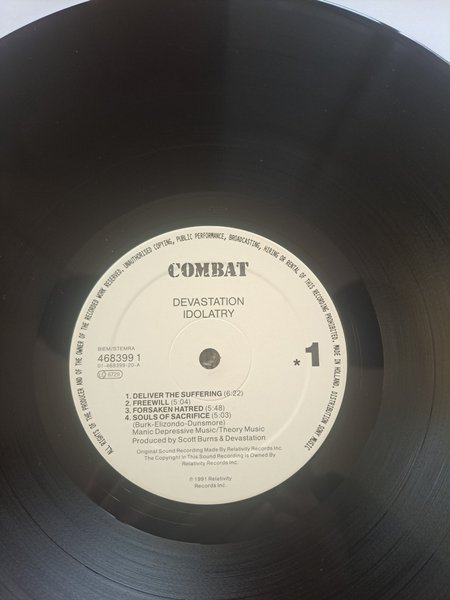 ALL RIGHTS OF THE PRODUCER AND OF THE OWNER OF THE RECORDED WORK RESERVED. UNAUTHORISED COPYING, PUBLIC PERFORMANCE, BROADCASTING, HIRING OR RENTAL OF THIS RECORDING PROHIBITED. MADE IN HOLLAND. DISTRIBUTION SONY MUSIC
COMBAT
DEVASTATION
IDOLATRY
BIEM/STEMRA
468399 1
01-468399-20-A
LC 6729
*1
1. DELIVER THE SUFFERING (6:22)
2. FREEWILL (5:04)
3. FORSAKEN HATRED (5:48)
4. SOULS OF SACRIFICE (5:03)
(Burk-Elizondo-Dunsmore)
Manic Depressive Music/Theory Music
Produced by Scott Burns & Devastation
Original Sound Recording Made By Relativity Records Inc.
The Copyright In This Sound Recording is Owned By
Relativity Records Inc.
℗ 1991 Relativity
Records Inc.